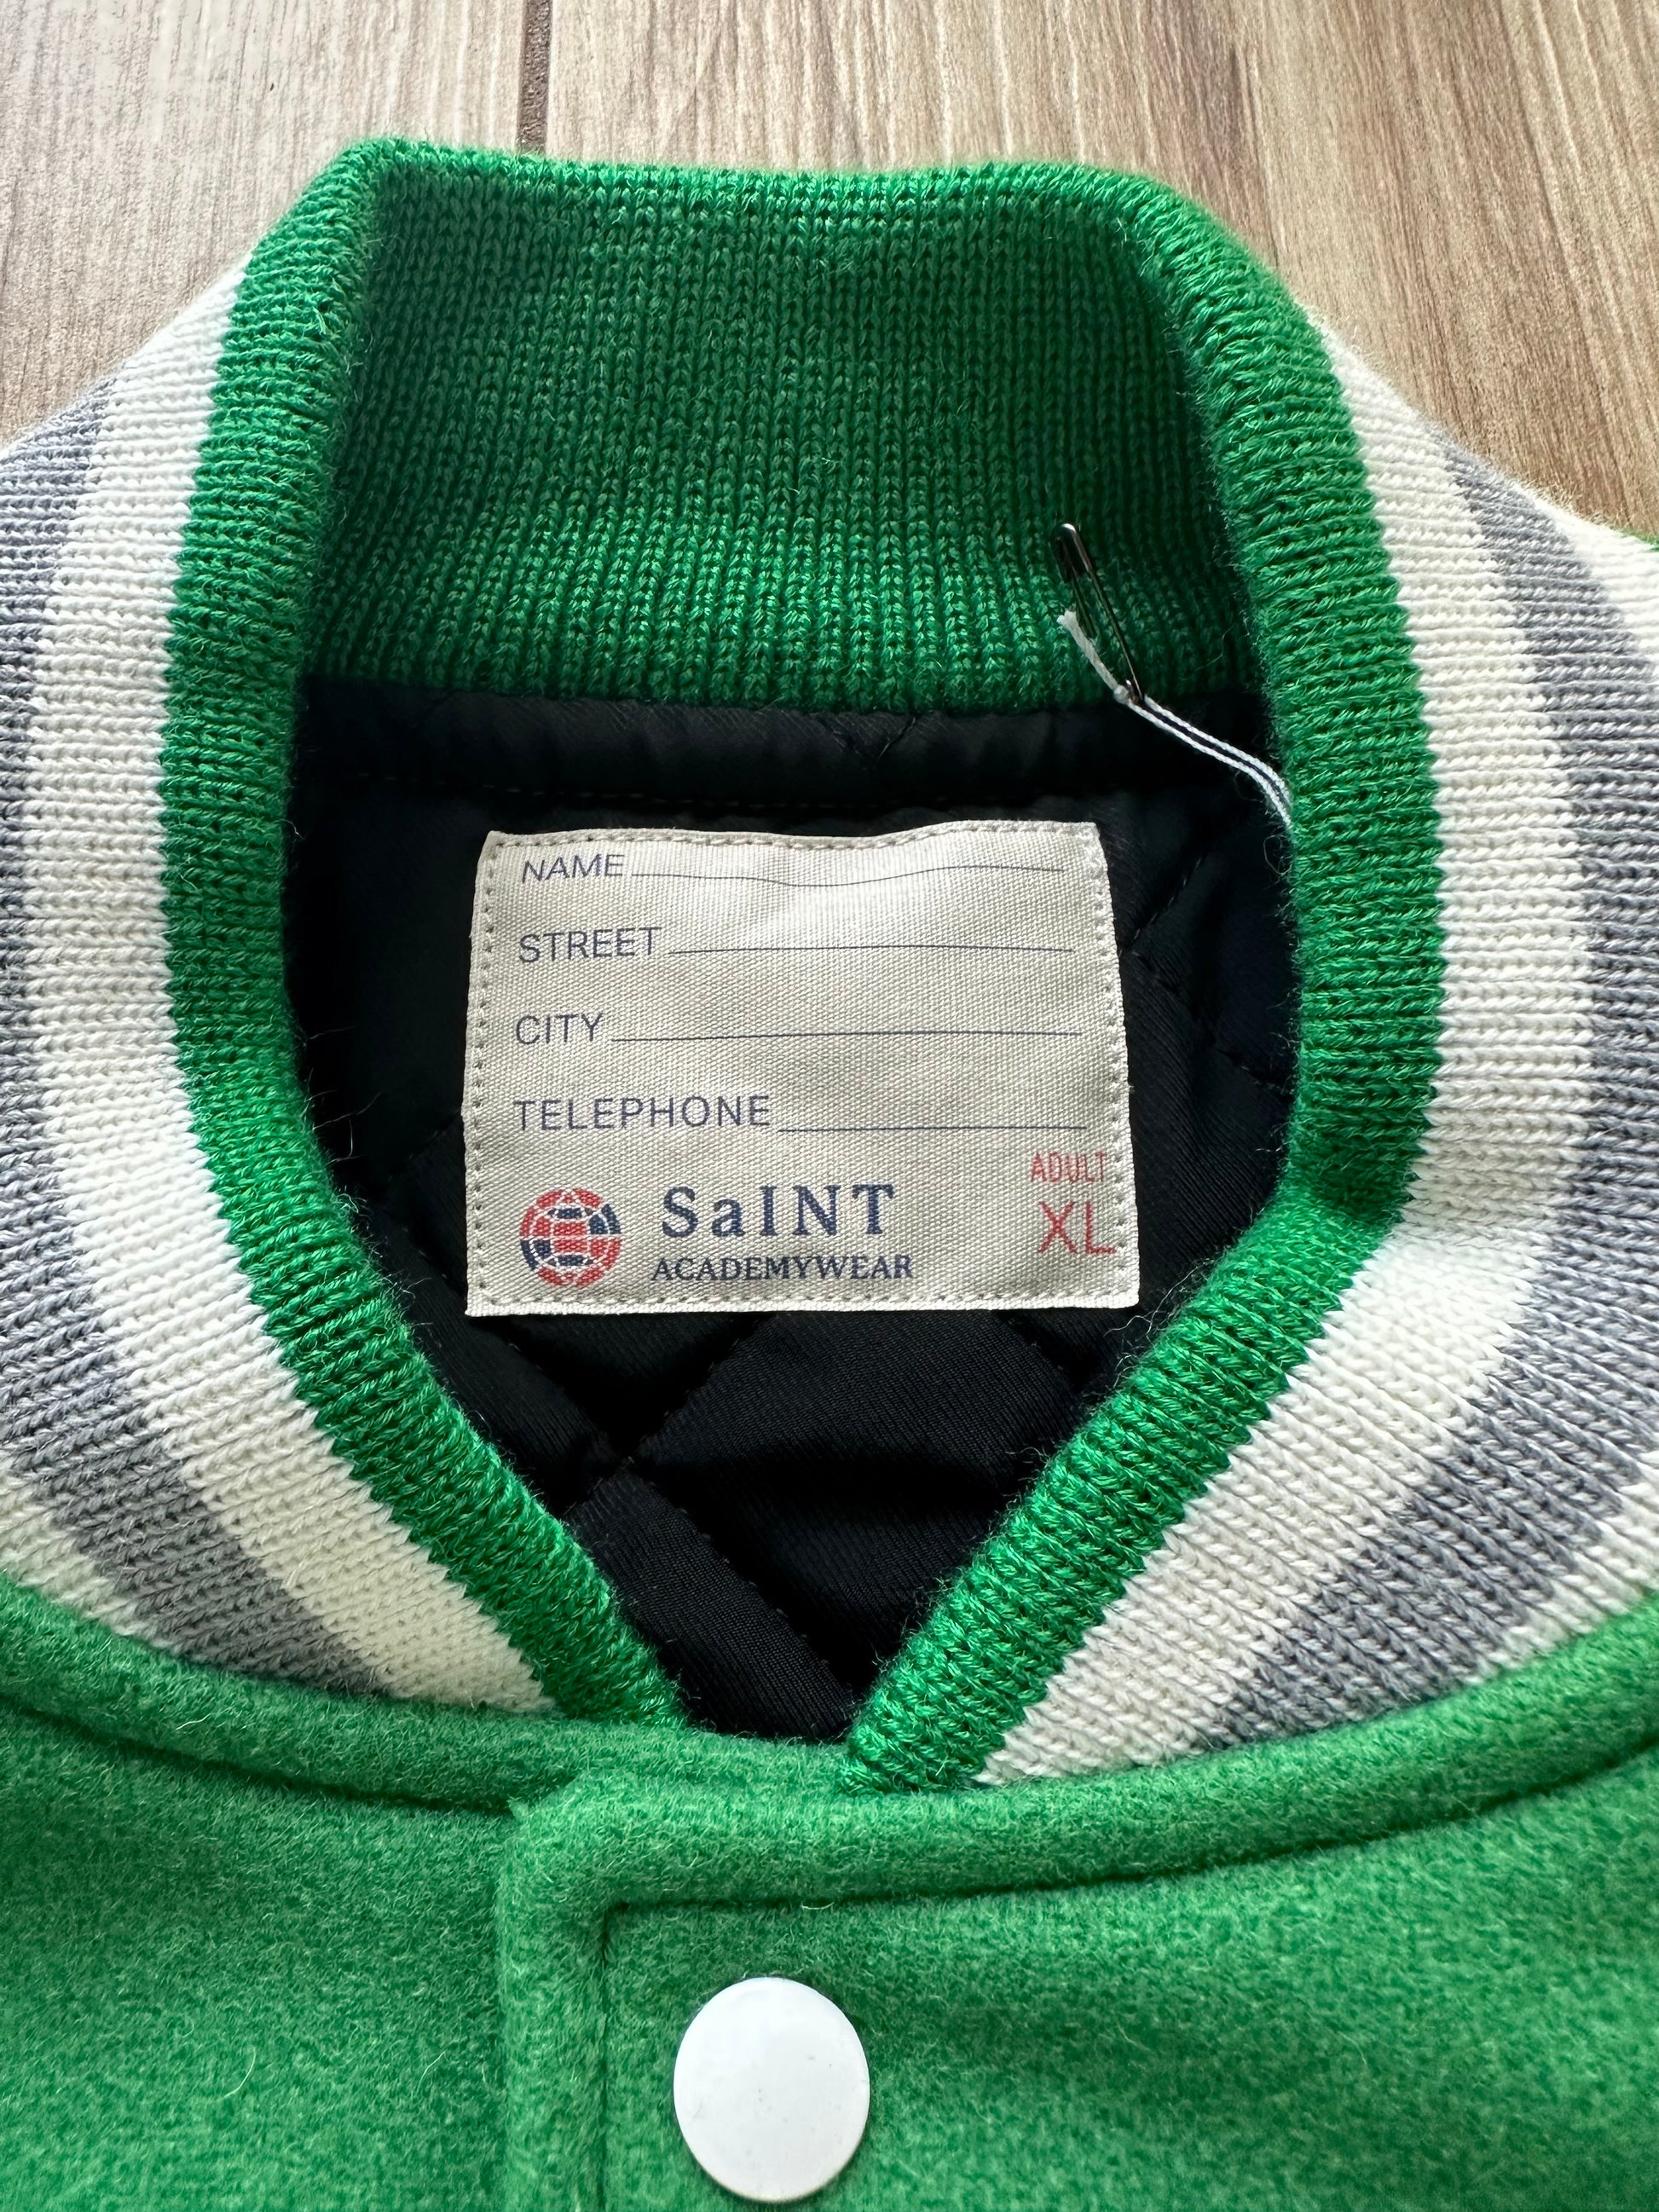 NAME
STREET
CITY
TELEPHONE
ADULT
SaINT XL
ACADEMYWEAR